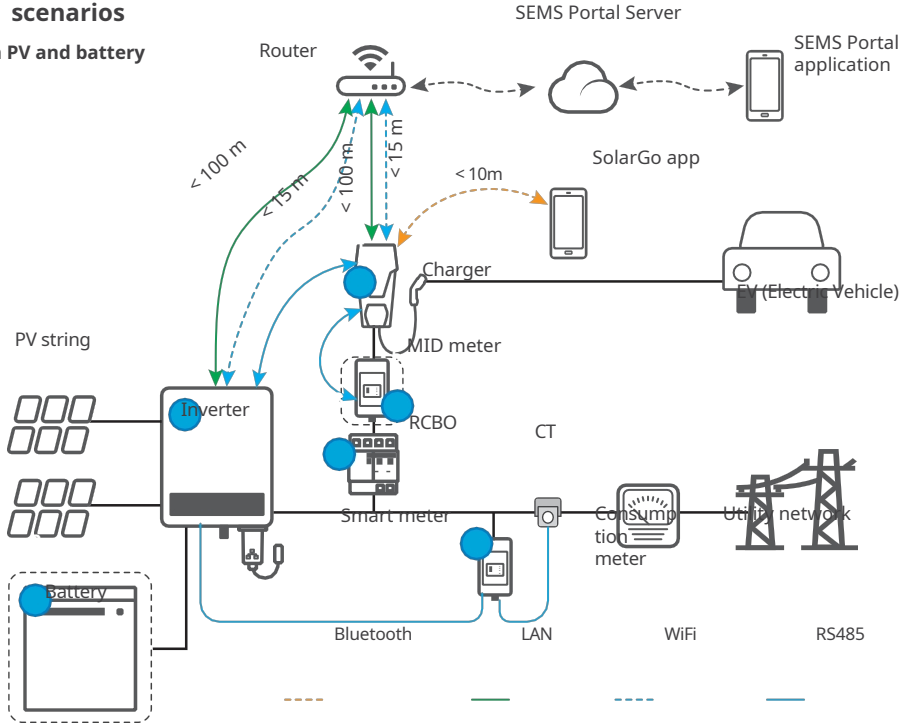 scenarios
SEMS Portal Server
PV and battery
Router
SEMS Portal
application
< 100 m
< 15 m
< 100 m
< 15 m
SolarGo app
< 10m
Charger
EV (Electric Vehicle)
PV string
MID meter
Inverter
RCBO
CT
Smart meter
Consump
tion
meter
Utility network
Battery
Bluetooth
LAN
WiFi
RS485